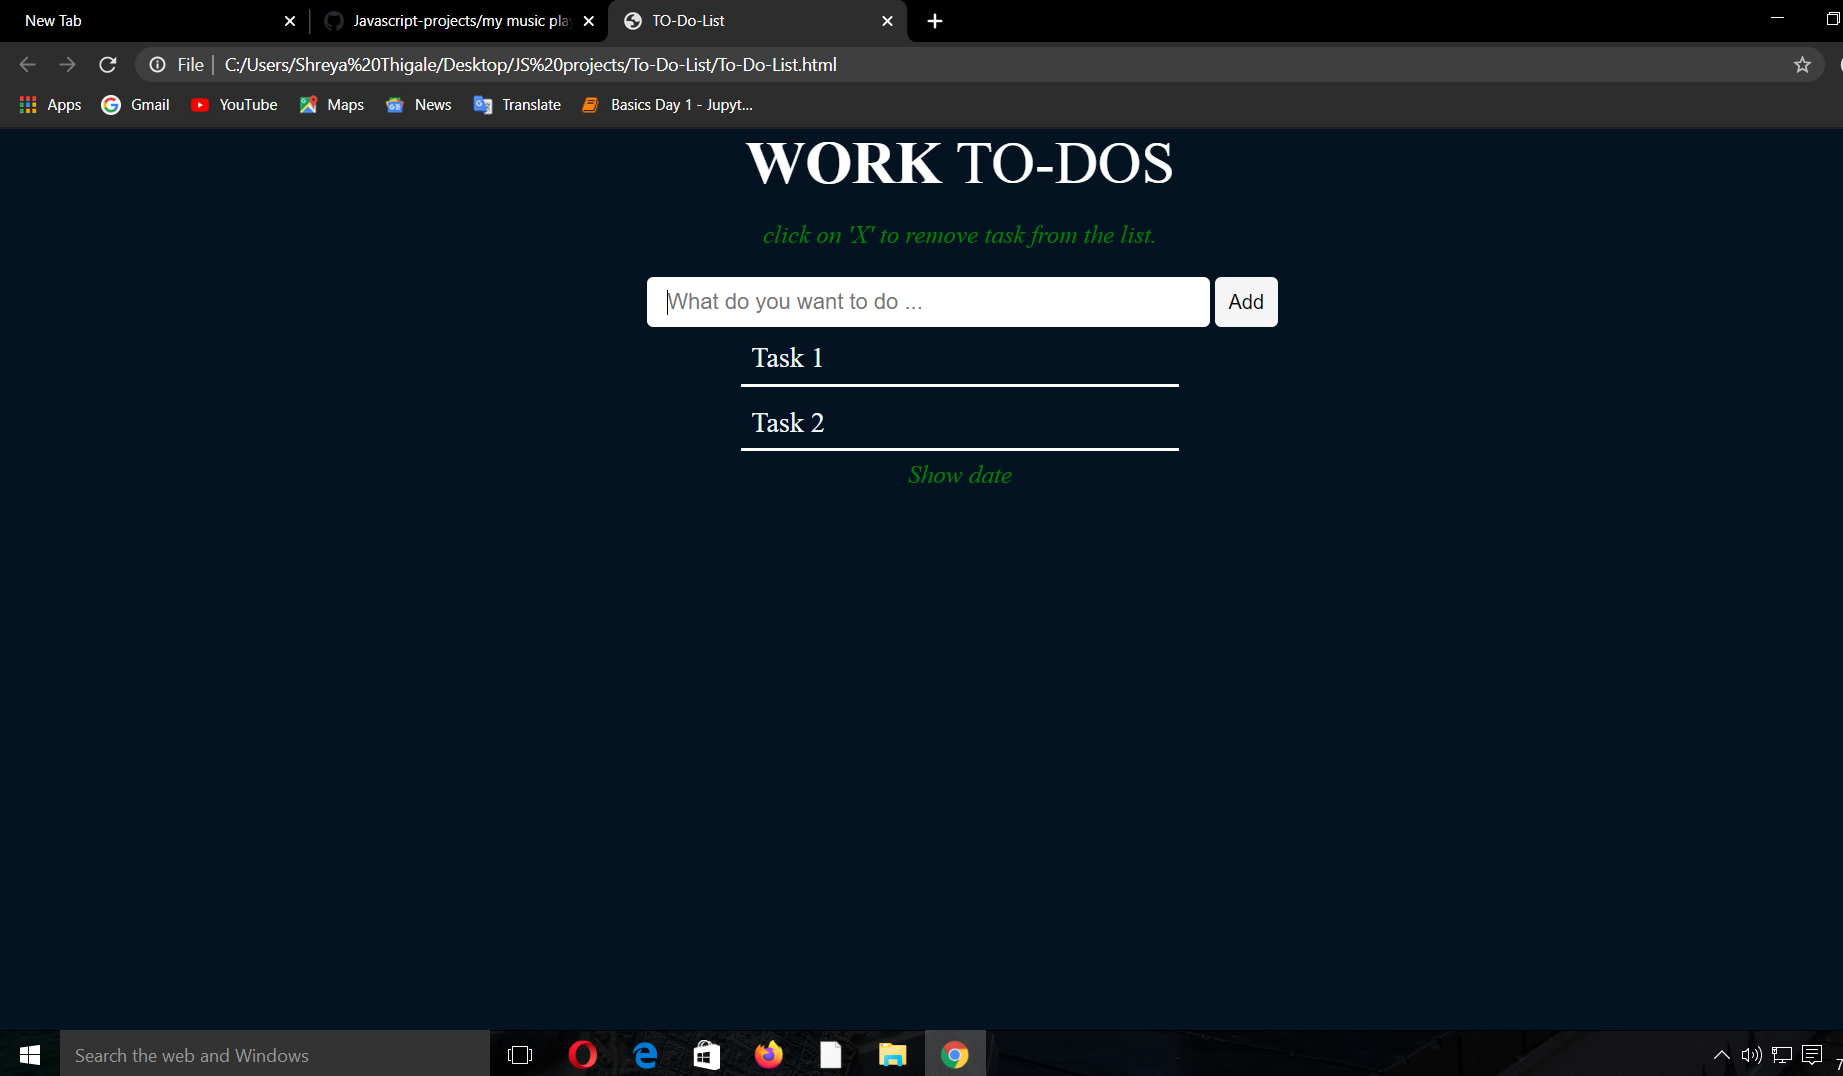 New Tab
Javascript-projects/my music pla
TO-Do-List
File
C:/Users/Shreya%20Thigale/Desktop/JS%20projects/To-Do-List/To-Do-List.html
Apps
Gmail
YouTube
Maps
News
Translate
Basics Day 1 - Jupyt...
WORK TO-DOS
click on 'X' to remove task from the list.
What do you want to do ...
Add
Task 1
Task 2
Show date
Search the web and Windows